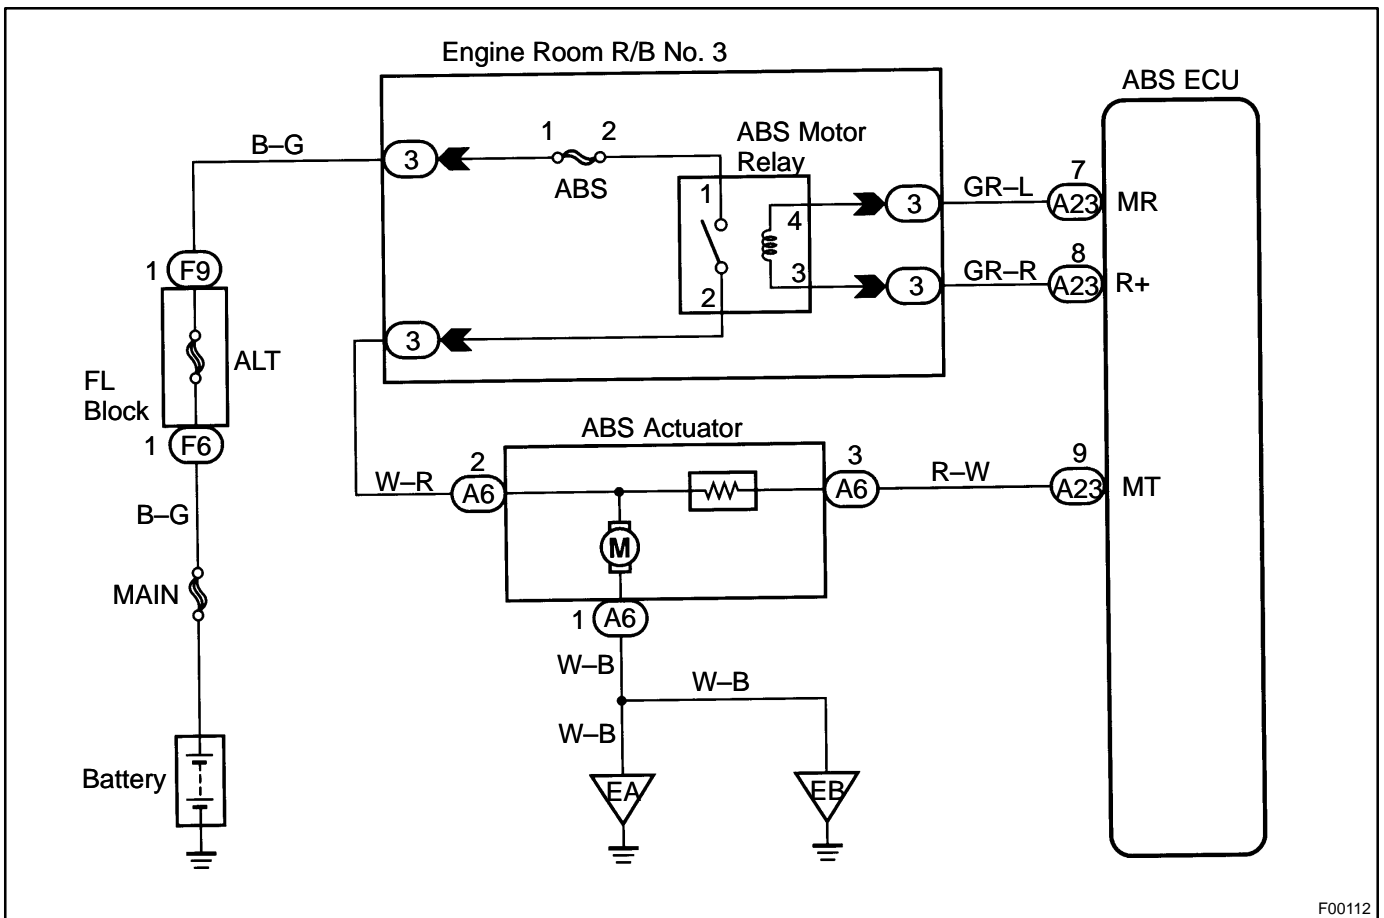 Engine Room R/B No. 3
ABS ECU
B–G
3
1 2
ABS
ABS Motor
Relay
1
4
3
2
3
GR–L
7
A23
MR
3
GR–R
8
A23
R+
3
1 F9
ALT
FL
Block
1 F6
B–G
MAIN
Battery
ABS Actuator
W–R
2
A6
3
A6
R–W
9
A23
MT
M
1 A6
W–B
W–B
W–B
EA
EB
F00112